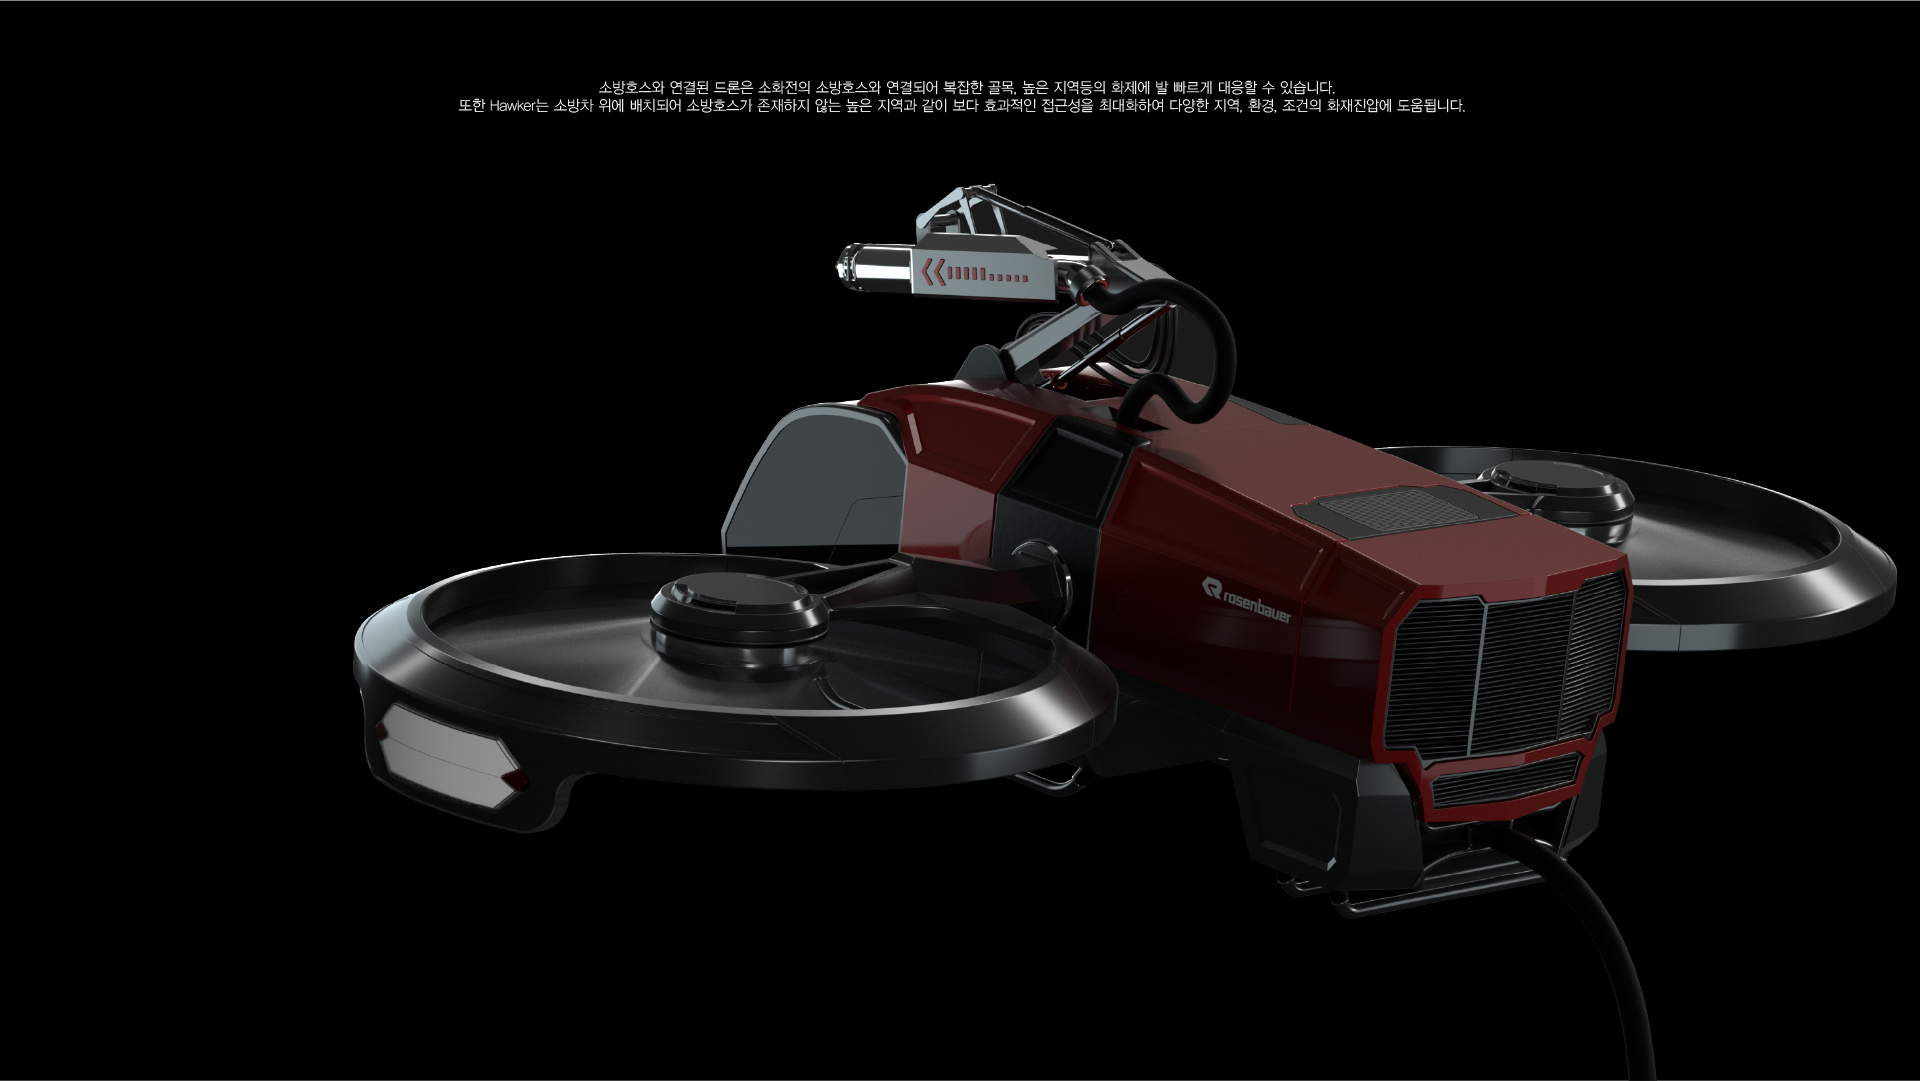 소방호스와 연결된 드론은 소화전의 소방호스와 연결되어 복잡한 골목, 높은 지역등의 화제에 발 빠르게 대응할 수 있습니다.
또한 Hawker는 소방차 위에 배치되어 소방호스가 존재하지 않는 높은 지역과 같이 보다 효과적인 접근성을 최대화하여 다양한 지역, 환경, 조건의 화재진압에 도움됩니다.
rosenbauer